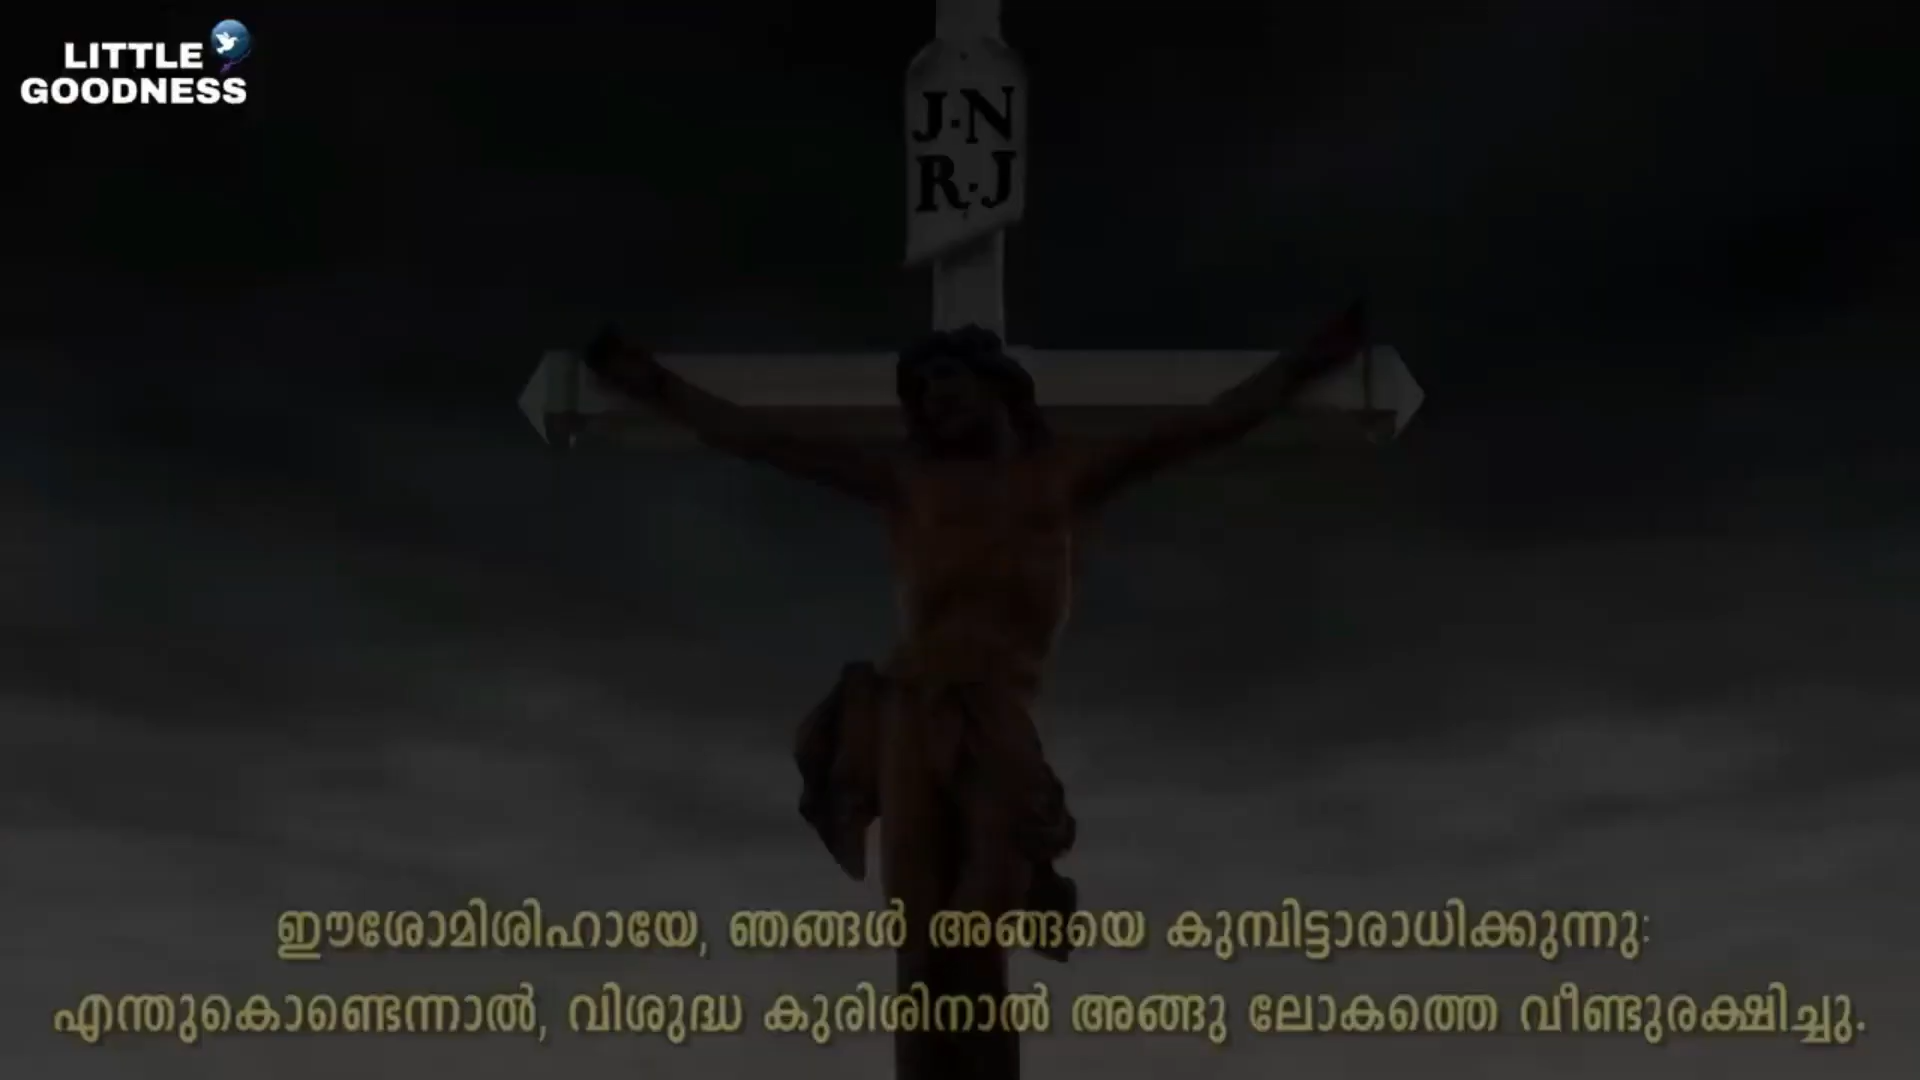 LITTLE
GOODNESS
J·N
R·J
ഈശോമിശിഹായേ, ഞങ്ങൾ അങ്ങയെ കുമ്പിട്ടാരാധിക്കുന്നു:
എന്തുകൊണ്ടെന്നാൽ, വിശുദ്ധ കുരിശിനാൽ അങ്ങു ലോകത്തെ വീണ്ടുരക്ഷിച്ചു.